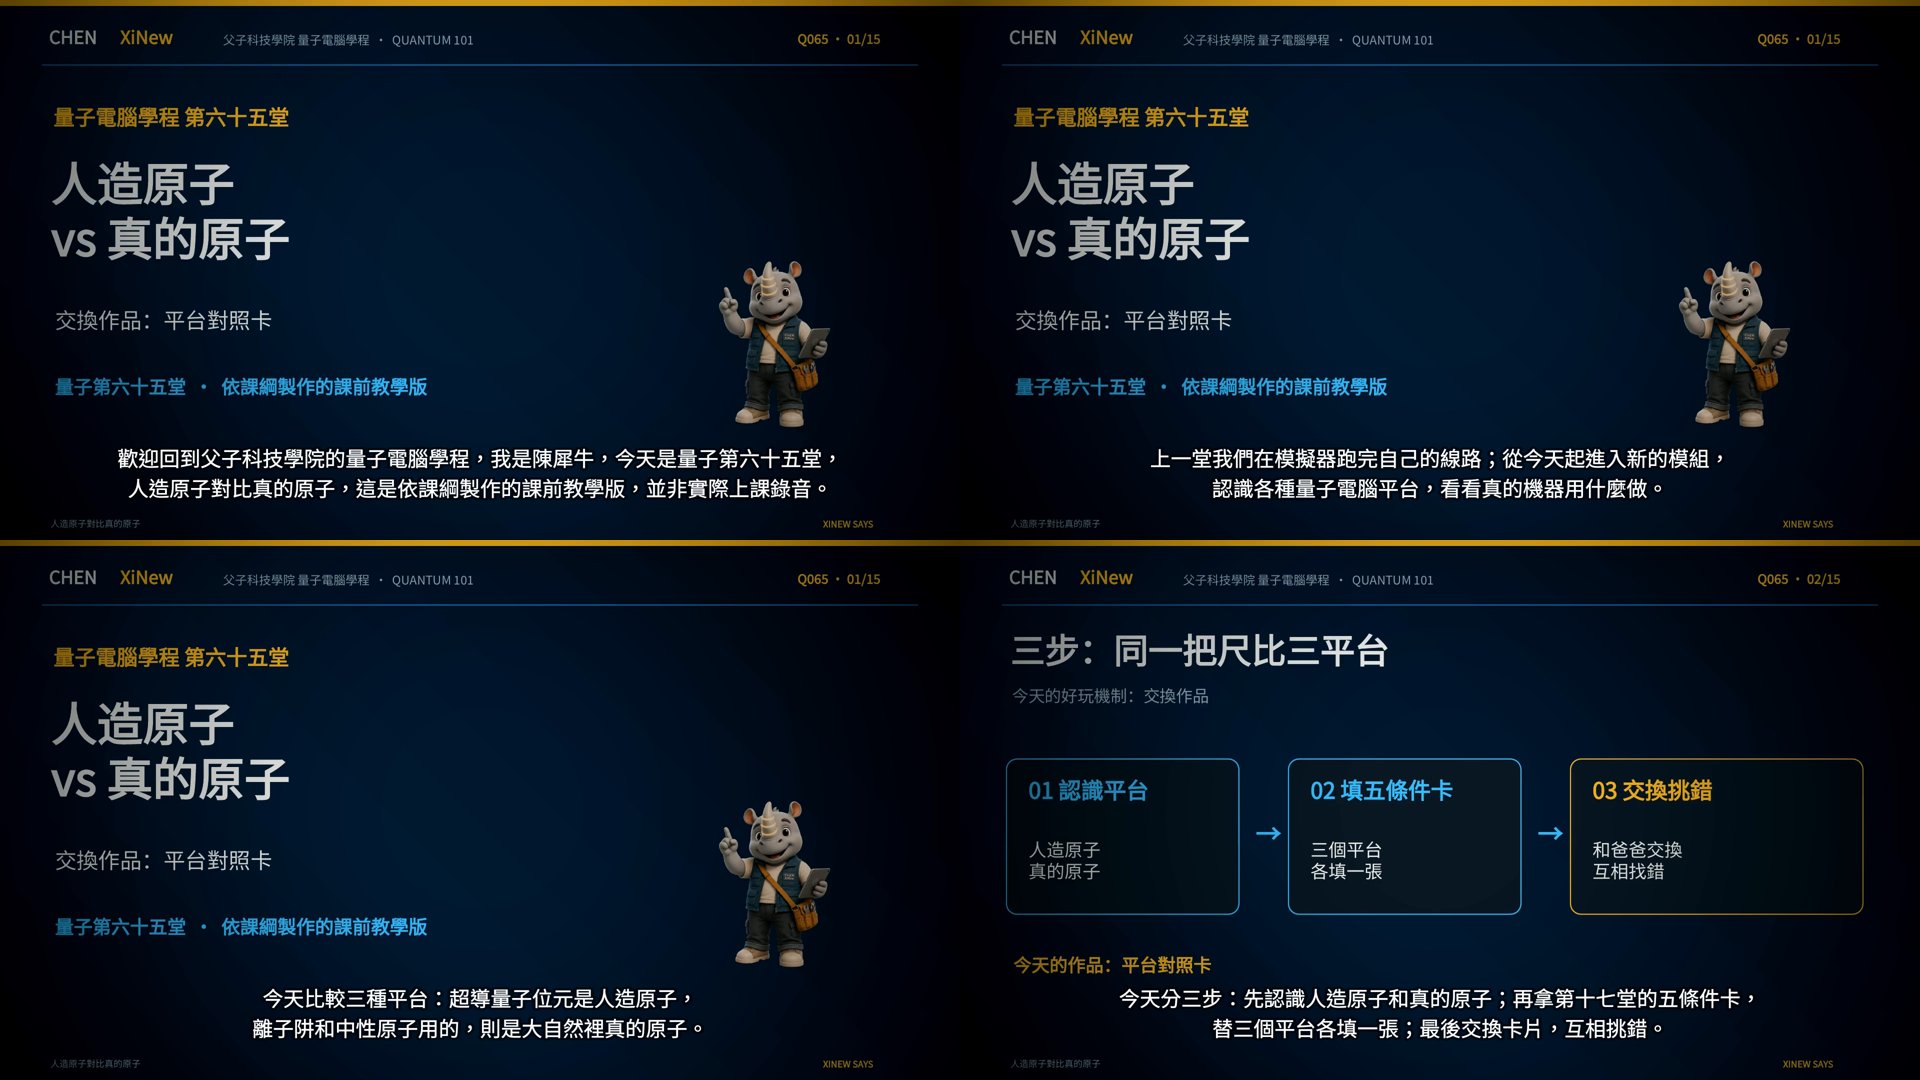 CHEN XiNew 父子科技學院 量子電腦學程 · QUANTUM 101 Q065 · 01/15
量子電腦學程 第六十五堂
人造原子
vs 真的原子
交換作品：平台對照卡
量子第六十五堂 · 依課綱製作的課前教學版
歡迎回到父子科技學院的量子電腦學程，我是陳犀牛，今天是量子第六十五堂，
人造原子對比真的原子，這是依課綱製作的課前教學版，並非實際上課錄音。
人造原子對比真的原子 XINEW SAYS
CHEN XiNew 父子科技學院 量子電腦學程 · QUANTUM 101 Q065 · 01/15
量子電腦學程 第六十五堂
人造原子
vs 真的原子
交換作品：平台對照卡
量子第六十五堂 · 依課綱製作的課前教學版
上一堂我們在模擬器跑完自己的線路；從今天起進入新的模組，
認識各種量子電腦平台，看看真的機器用什麼做。
人造原子對比真的原子 XINEW SAYS
CHEN XiNew 父子科技學院 量子電腦學程 · QUANTUM 101 Q065 · 01/15
量子電腦學程 第六十五堂
人造原子
vs 真的原子
交換作品：平台對照卡
量子第六十五堂 · 依課綱製作的課前教學版
今天比較三種平台：超導量子位元是人造原子，
離子阱和中性原子用的，則是大自然裡真的原子。
人造原子對比真的原子 XINEW SAYS
CHEN XiNew 父子科技學院 量子電腦學程 · QUANTUM 101 Q065 · 02/15
三步：同一把尺比三平台
今天的好玩機制：交換作品
01 認識平台
人造原子
真的原子
→
02 填五條件卡
三個平台
各填一張
→
03 交換挑錯
和爸爸交換
互相找錯
今天的作品：平台對照卡
今天分三步：先認識人造原子和真的原子；再拿第十七堂的五條件卡，
替三個平台各填一張；最後交換卡片，互相挑錯。
人造原子對比真的原子 XINEW SAYS